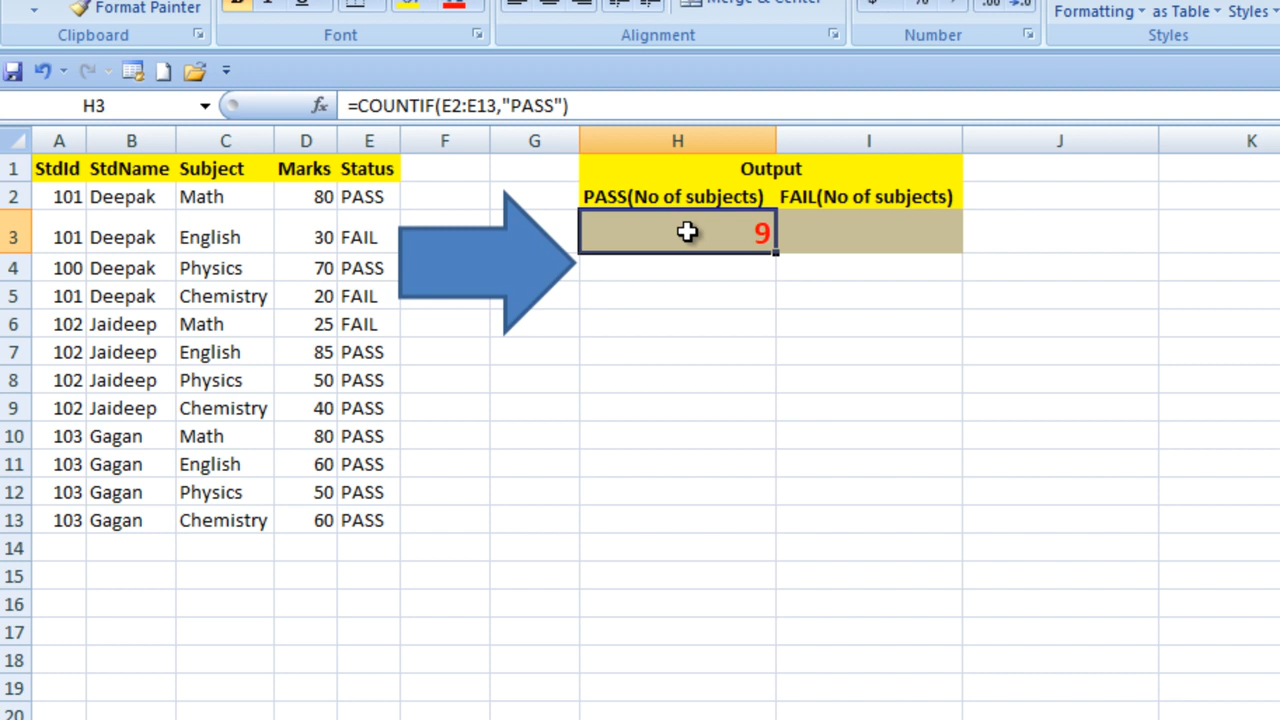 Format Painter
Merge & Center
Formatting as Table Styles
Clipboard Font Alignment Number Styles
H3 fx =COUNTIF(E2:E13,"PASS")
A B C D E F G H I J K
1 StdId StdName Subject Marks Status Output
2 101 Deepak Math 80 PASS PASS(No of subjects) FAIL(No of subjects)
3 101 Deepak English 30 FAIL 9
4 100 Deepak Physics 70 PASS
5 101 Deepak Chemistry 20 FAIL
6 102 Jaideep Math 25 FAIL
7 102 Jaideep English 85 PASS
8 102 Jaideep Physics 50 PASS
9 102 Jaideep Chemistry 40 PASS
10 103 Gagan Math 80 PASS
11 103 Gagan English 60 PASS
12 103 Gagan Physics 50 PASS
13 103 Gagan Chemistry 60 PASS
14
15
16
17
18
19
20